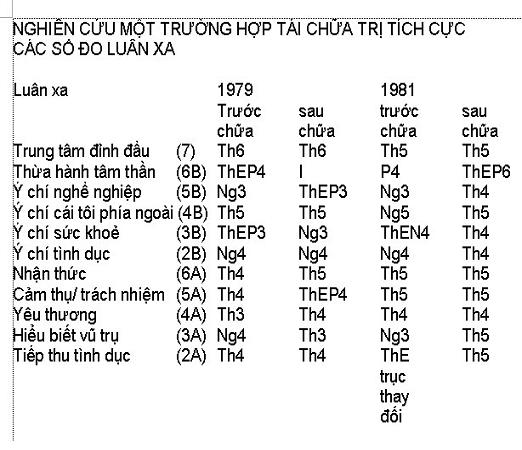 NGHIÊN CỨU MỘT TRƯỜNG HỢP TÁI CHỮA TRỊ TÍCH CỰC
CÁC SỐ ĐO LUÂN XA
Luân xa 1979 1981
Trước sau trước sau
chữa chữa chữa chữa
Trung tâm đỉnh đầu (7) Th6 Th6 Th5 Th5
Thừa hành tâm thần (6B) ThEP4 I P4 ThEP6
Ý chí nghề nghiệp (5B) Ng3 ThEP3 Ng3 Th4
Ý chí cái tôi phía ngoài (4B) Th5 Th5 Ng5 Th5
Ý chí sức khoẻ (3B) ThEP3 Ng3 ThEN4 Th4
Ý chí tình dục (2B) Ng4 Ng4 Ng4 Th4
Nhận thức (6A) Th4 Th5 Th5 Th5
Cảm thụ/ trách nhiệm (5A) Th4 ThEP4 Th5 Th5
Yêu thương (4A) Th3 Th4 Th4 Th4
Hiểu biết vũ trụ (3A) Ng4 Th3 Ng3 Th5
Tiếp thu tình dục (2A) Th4 Th4 ThE Th5
trục
thay
đổi